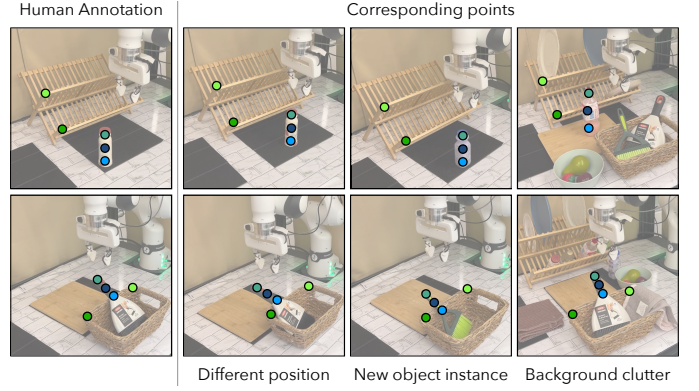 Human Annotation
Corresponding points
Different position
New object instance
Background clutter